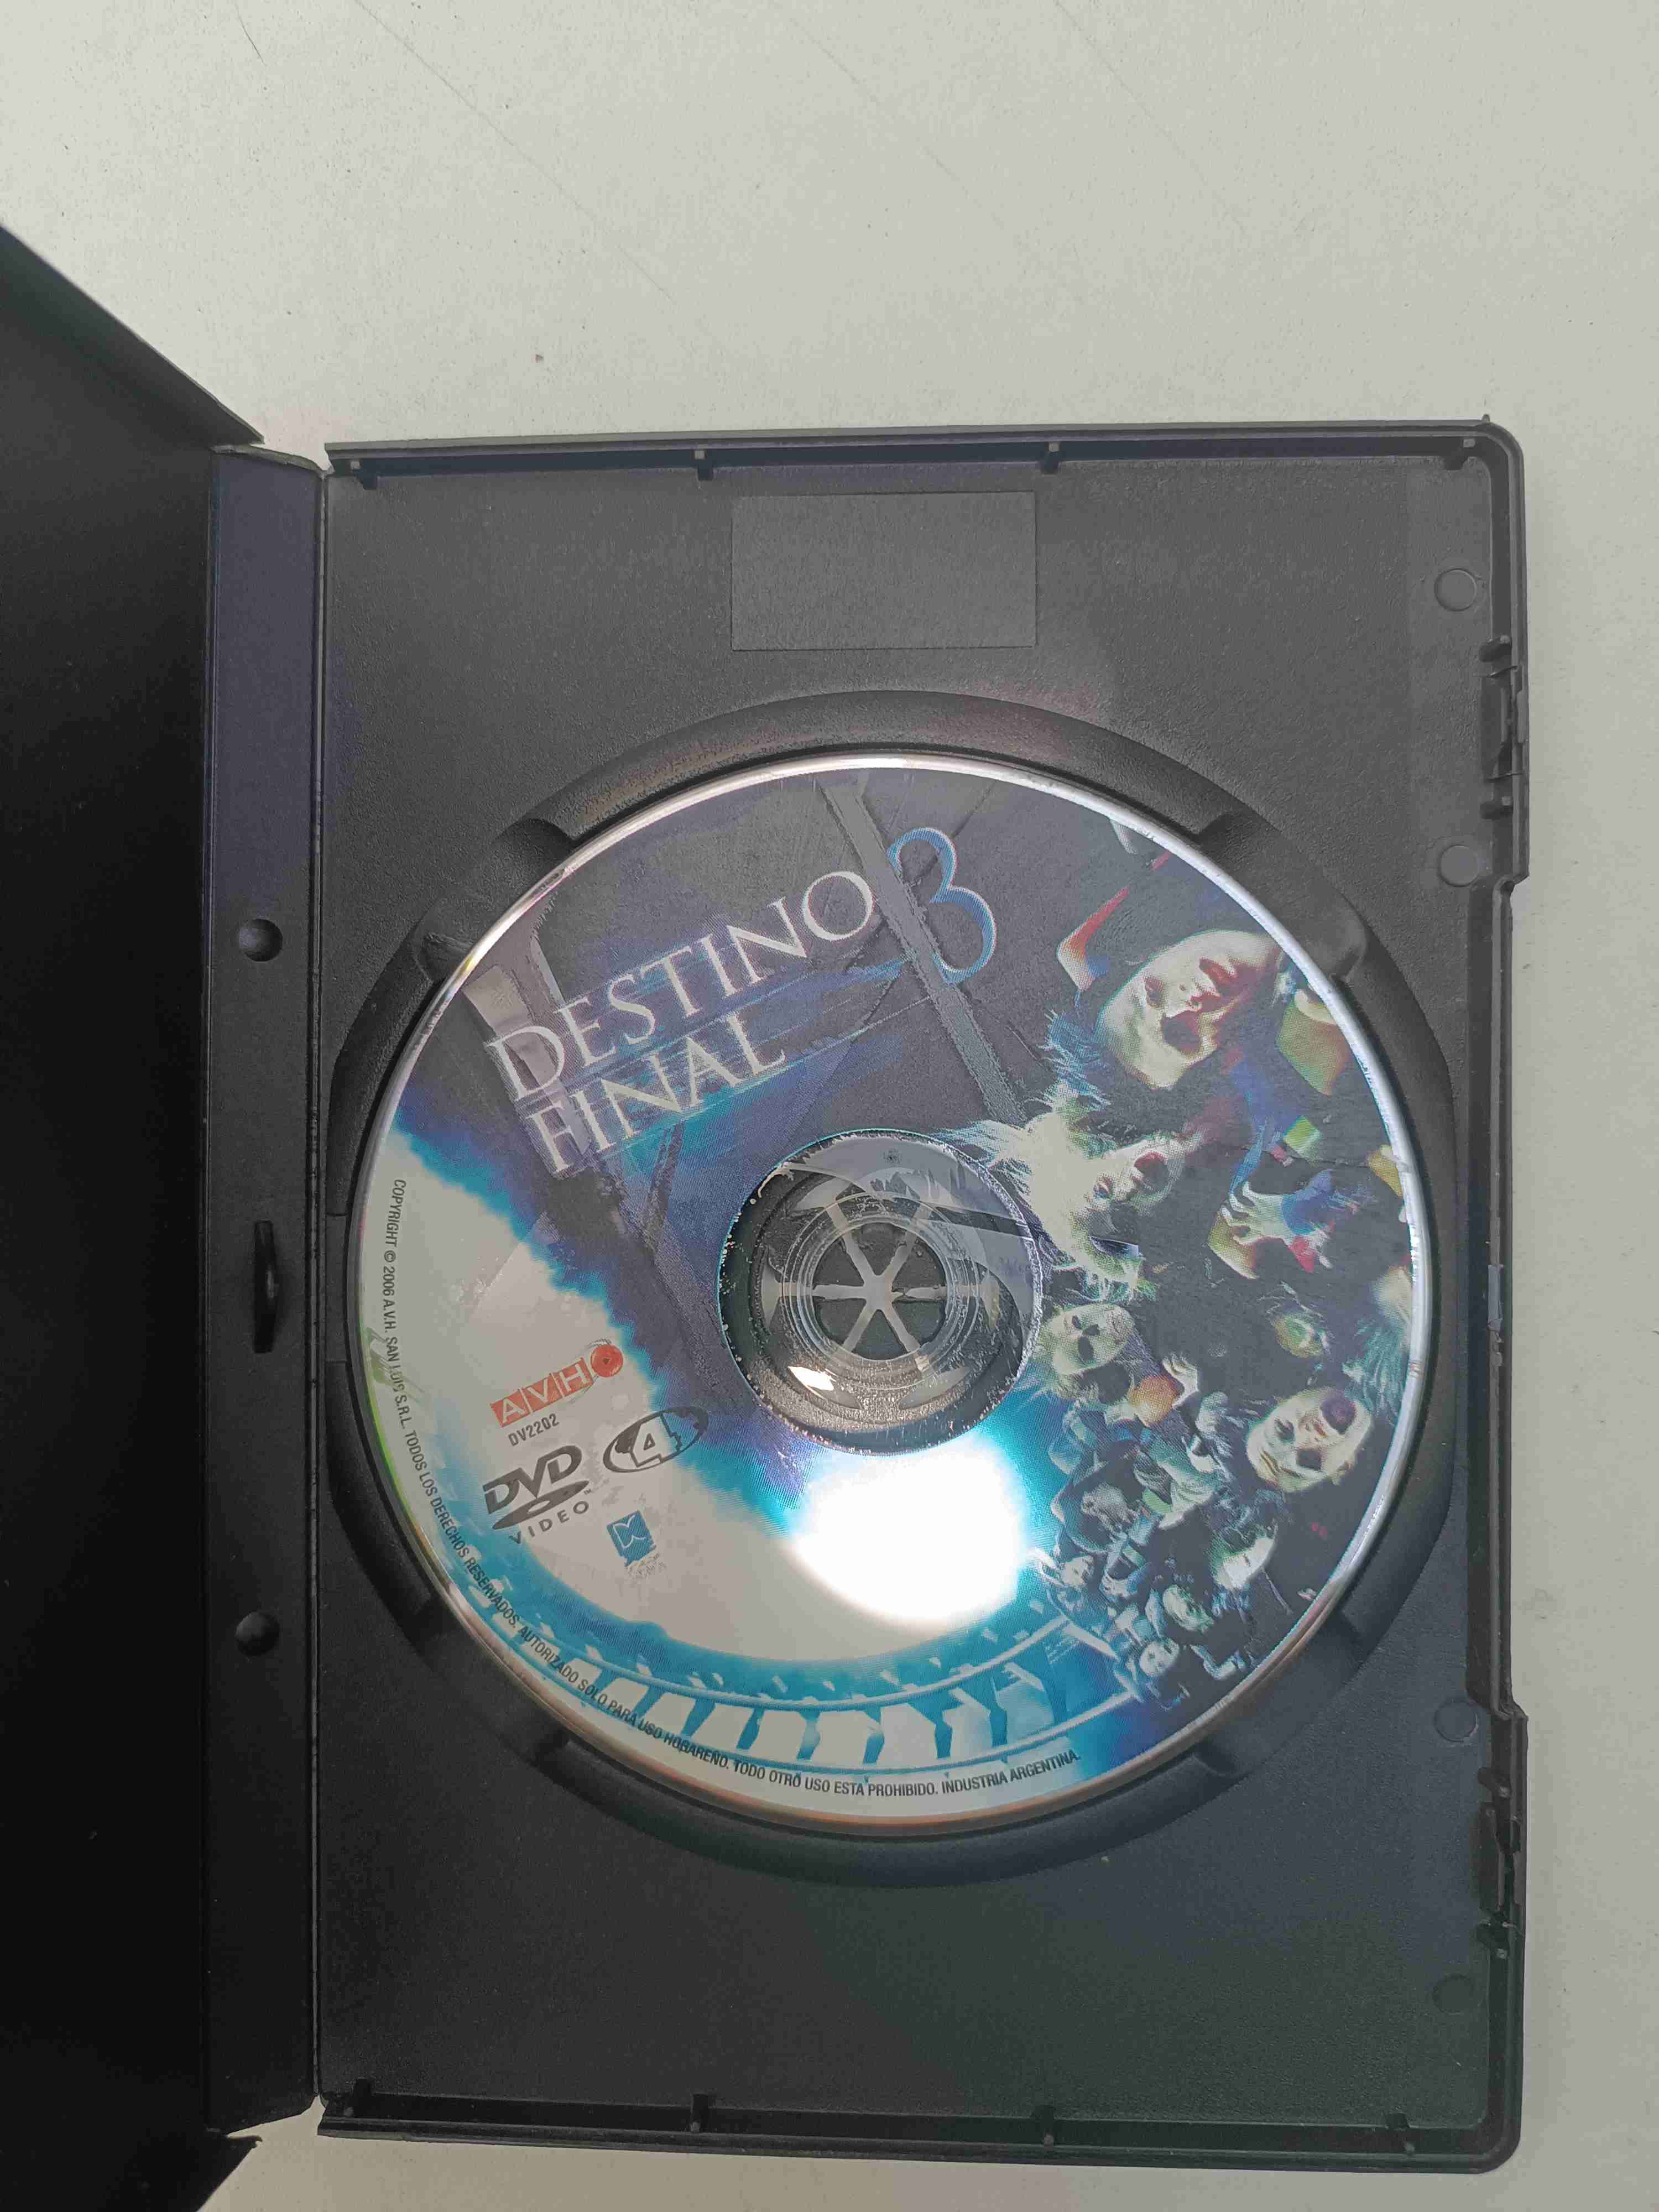 DESTINO
FINAL
3
AVH
DV2202
DVD
VIDEO
4
COPYRIGHT © 2006 A.V.H. SAN LUIS S.R.L. TODOS LOS DERECHOS RESERVADOS. AUTORIZADO SOLO PARA USO HOGAREÑO. TODO OTRO USO ESTA PROHIBIDO. INDUSTRIA ARGENTINA.